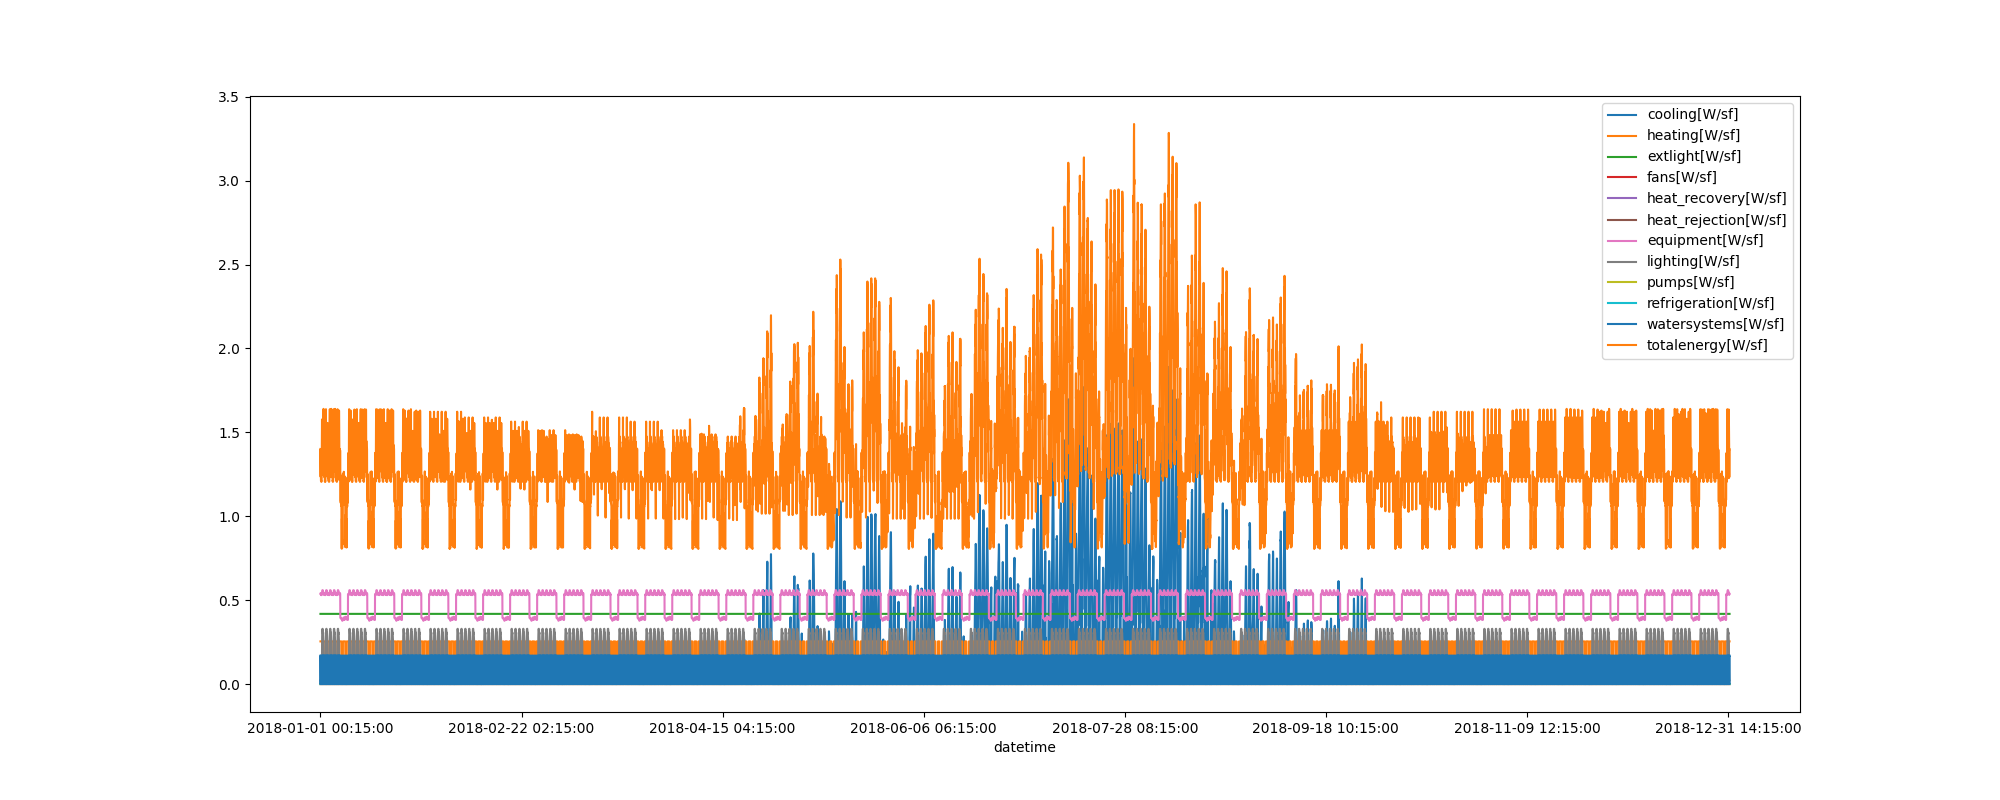 3.5
3.0
2.5
2.0
1.5
1.0
0.5
0.0
cooling[W/sf]
heating[W/sf]
extlight[W/sf]
fans[W/sf]
heat_recovery[W/sf]
heat_rejection[W/sf]
equipment[W/sf]
lighting[W/sf]
pumps[W/sf]
refrigeration[W/sf]
watersystems[W/sf]
totalenergy[W/sf]
2018-01-01 00:15:00 2018-02-22 02:15:00 2018-04-15 04:15:00 2018-06-06 06:15:00 2018-07-28 08:15:00 2018-09-18 10:15:00 2018-11-09 12:15:00 2018-12-31 14:15:00
datetime